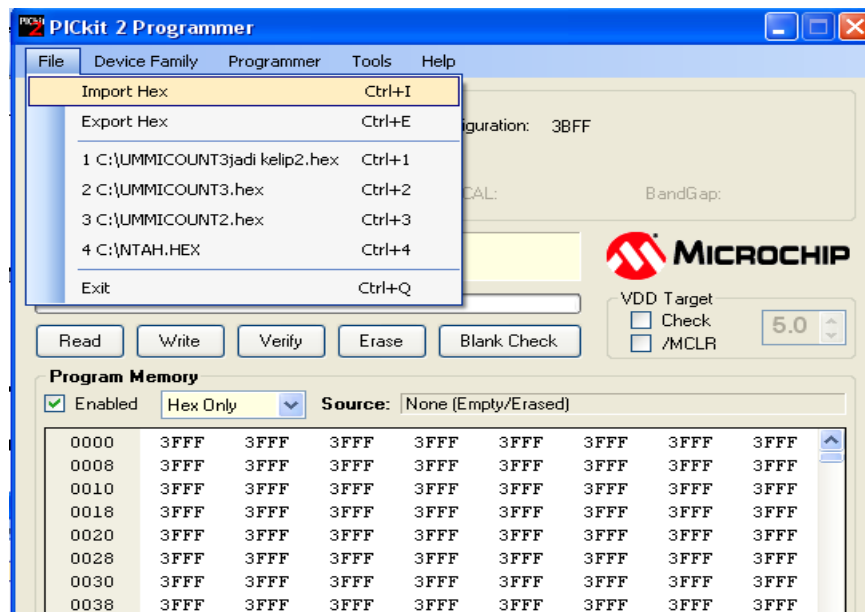 PICkit 2 Programmer
File Device Family Programmer Tools Help
Import Hex Ctrl+I
Export Hex Ctrl+E
iguration: 3BFF
1 C:\UMMICOUNT3jadi kelip2.hex Ctrl+1
2 C:\UMMICOUNT3.hex Ctrl+2
CAL: BandGap:
3 C:\UMMICOUNT2.hex Ctrl+3
4 C:\NTAH.HEX Ctrl+4
MICROCHIP
Exit Ctrl+Q
VDD Target
Check
5.0
/MCLR
Read Write Verify Erase Blank Check
Program Memory
Enabled Hex Only Source: None (Empty/Erased)
0000 3FFF 3FFF 3FFF 3FFF 3FFF 3FFF 3FFF 3FFF
0008 3FFF 3FFF 3FFF 3FFF 3FFF 3FFF 3FFF 3FFF
0010 3FFF 3FFF 3FFF 3FFF 3FFF 3FFF 3FFF 3FFF
0018 3FFF 3FFF 3FFF 3FFF 3FFF 3FFF 3FFF 3FFF
0020 3FFF 3FFF 3FFF 3FFF 3FFF 3FFF 3FFF 3FFF
0028 3FFF 3FFF 3FFF 3FFF 3FFF 3FFF 3FFF 3FFF
0030 3FFF 3FFF 3FFF 3FFF 3FFF 3FFF 3FFF 3FFF
0038 3FFF 3FFF 3FFF 3FFF 3FFF 3FFF 3FFF 3FFF